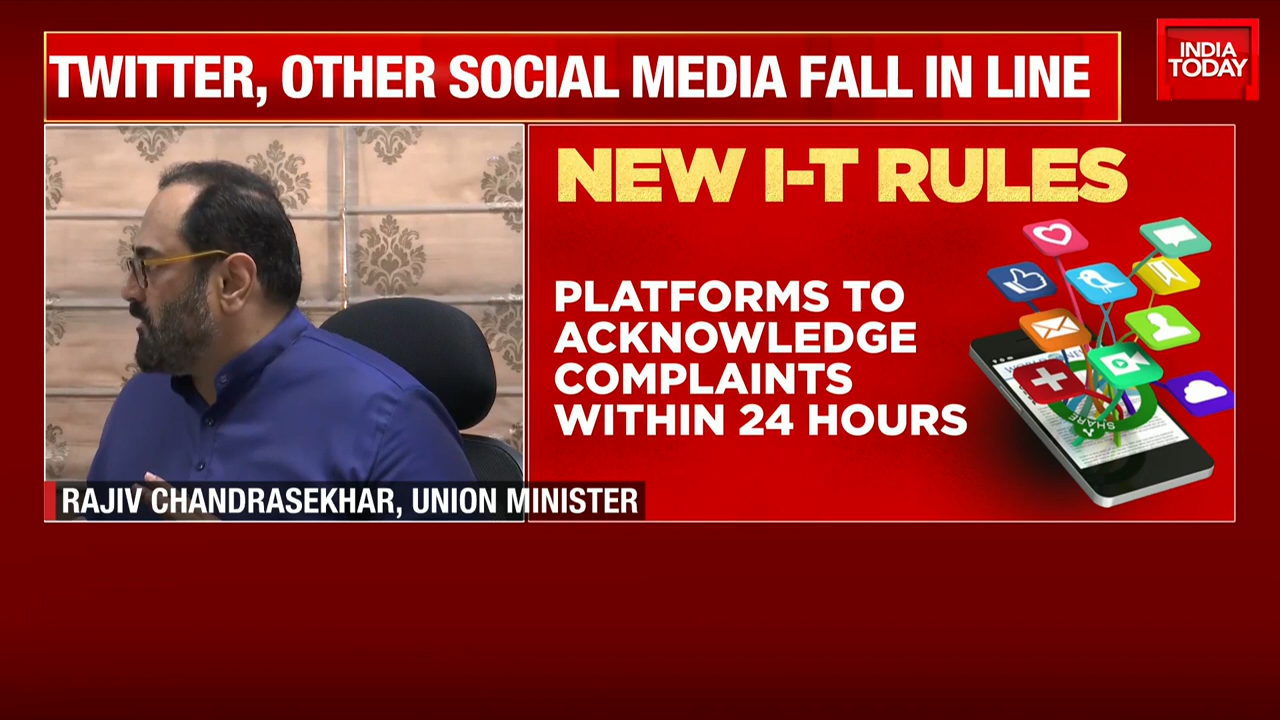 TWITTER, OTHER SOCIAL MEDIA FALL IN LINE
INDIA
TODAY
NEW I-T RULES
PLATFORMS TO
ACKNOWLEDGE
COMPLAINTS
WITHIN 24 HOURS
SHARE
RAJIV CHANDRASEKHAR, UNION MINISTER